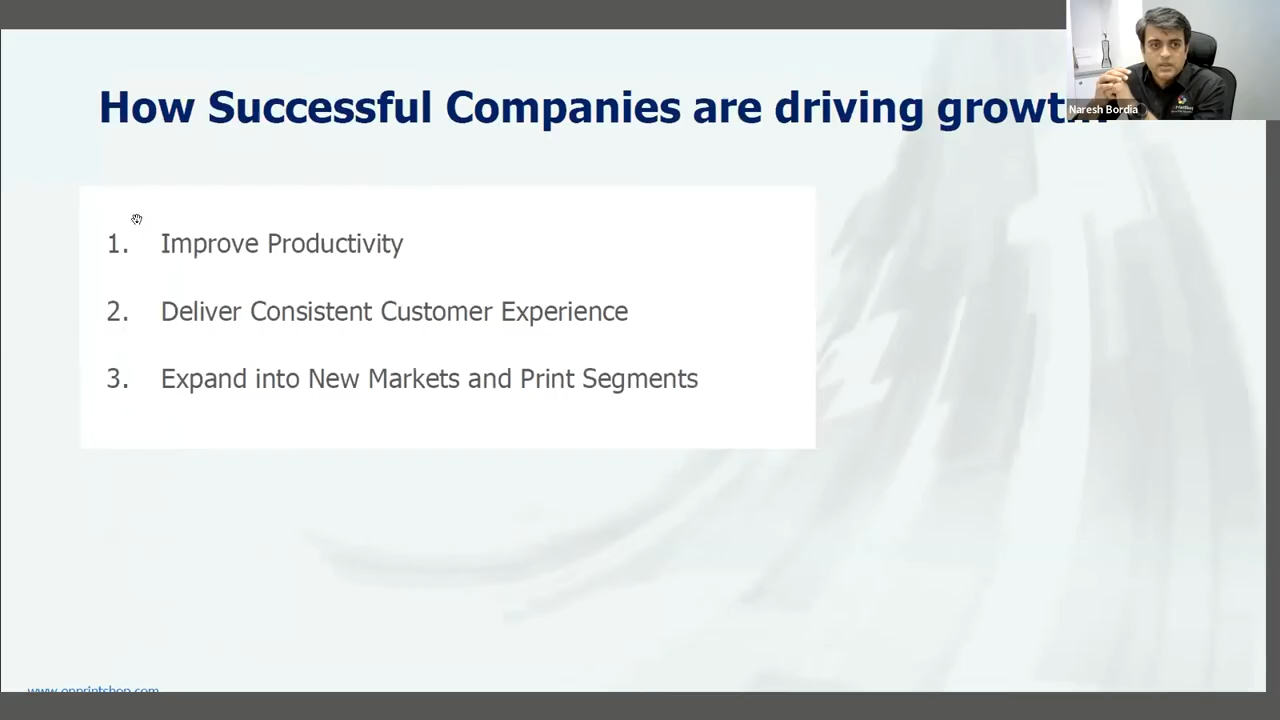 How Successful Companies are driving growth
Naresh Bordia
1. Improve Productivity
2. Deliver Consistent Customer Experience
3. Expand into New Markets and Print Segments
www.onprintshop.com